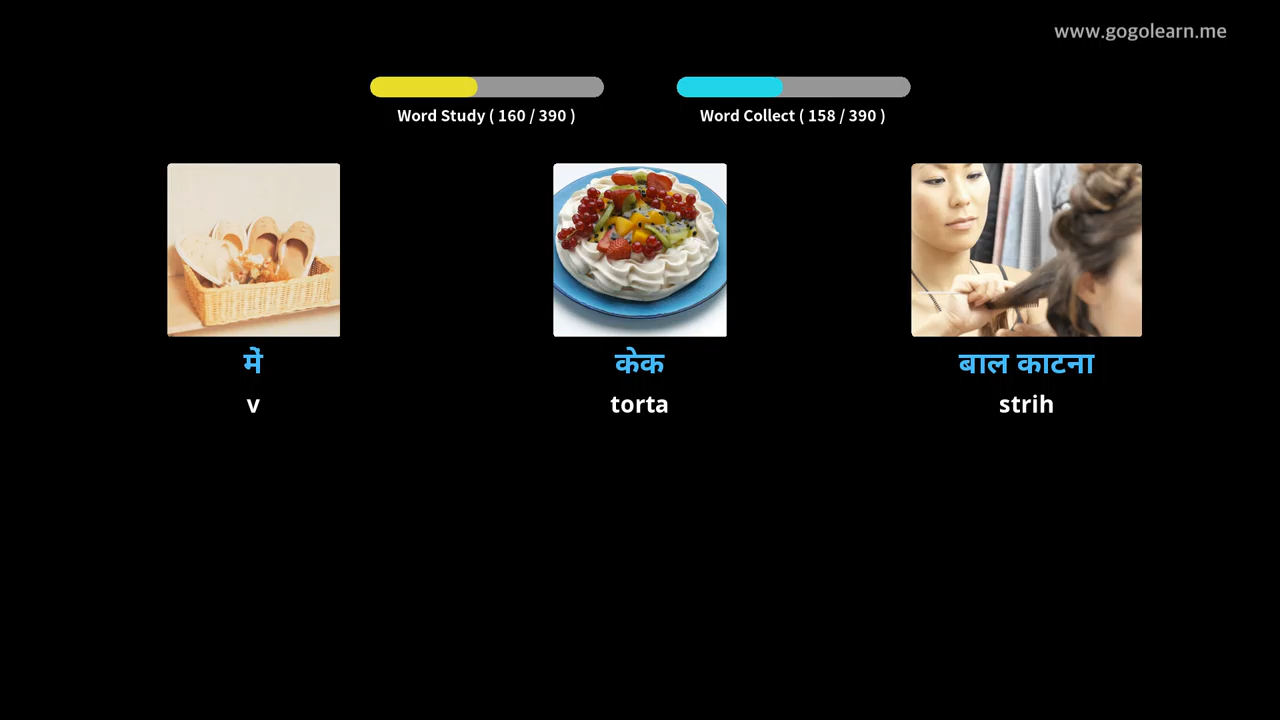 www.gogolearn.me
Word Study ( 160 / 390 )
Word Collect ( 158 / 390 )
में
केक
बाल काटना
v
torta
strih